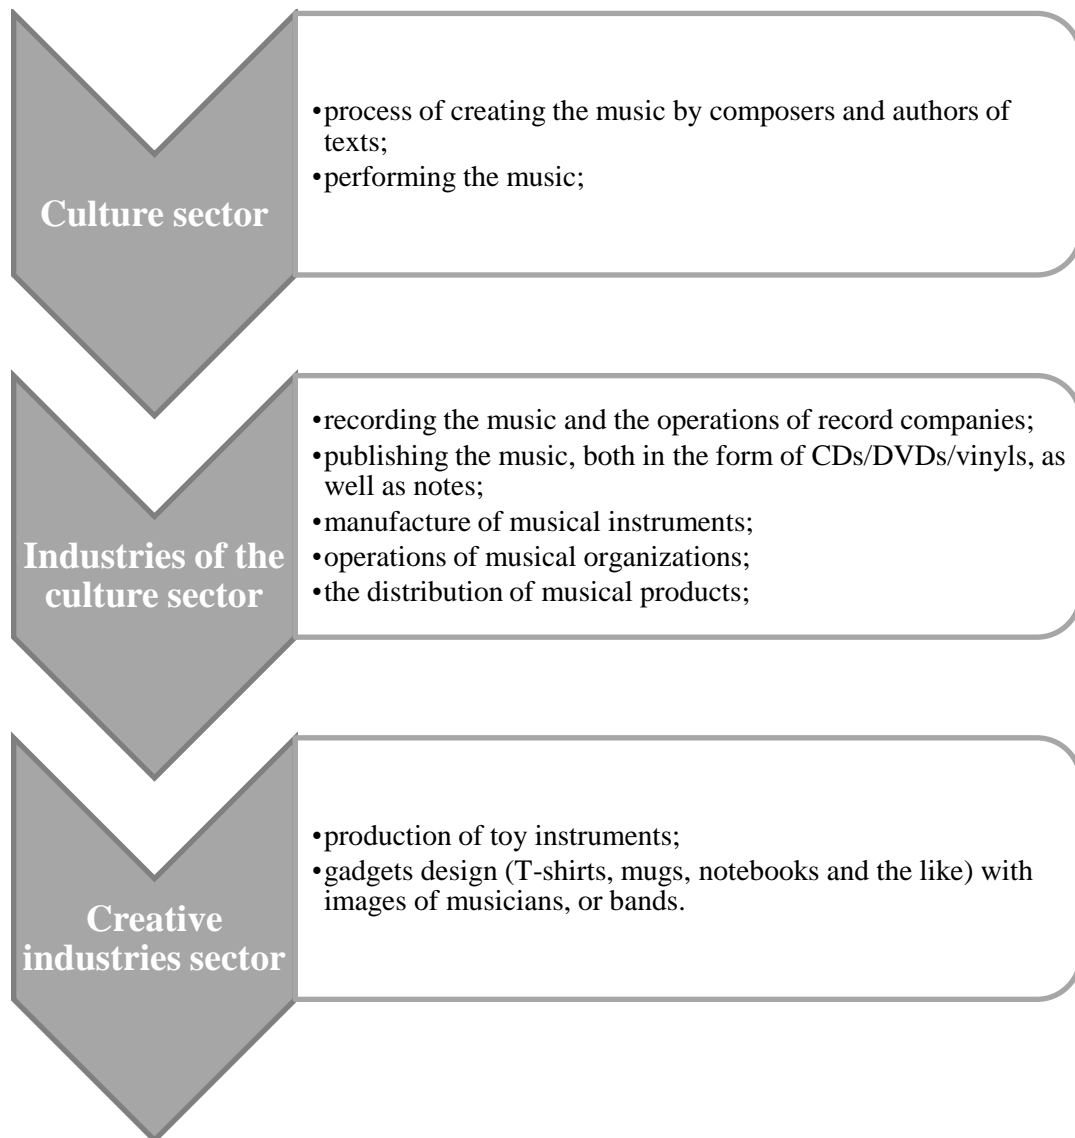 Culture sector
•process of creating the music by composers and authors of
texts;
•performing the music;
Industries of the
culture sector
•recording the music and the operations of record companies;
•publishing the music, both in the form of CDs/DVDs/vinyls, as
well as notes;
•manufacture of musical instruments;
•operations of musical organizations;
•the distribution of musical products;
Creative
industries sector
•production of toy instruments;
•gadgets design (T-shirts, mugs, notebooks and the like) with
images of musicians, or bands.